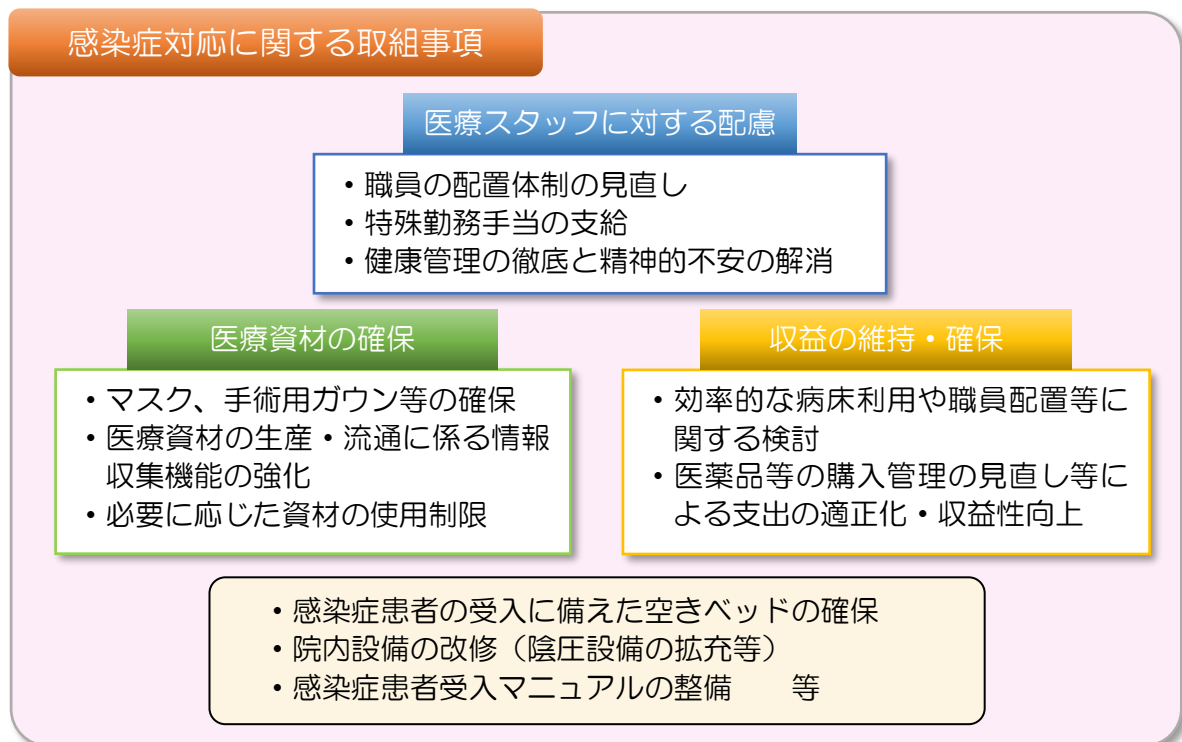 感染症対応に関する取組事項
医療スタッフに対する配慮
・職員の配置体制の見直し
・特殊勤務手当の支給
・健康管理の徹底と精神的不安の解消
医療資材の確保
・マスク、手術用ガウン等の確保
・医療資材の生産・流通に係る情報
収集機能の強化
・必要に応じた資材の使用制限
収益の維持・確保
・効率的な病床利用や職員配置等に
関する検討
・医薬品等の購入管理の見直し等に
よる支出の適正化・収益性向上
・感染症患者の受入に備えた空きベッドの確保
・院内設備の改修（陰圧設備の拡充等）
・感染症患者受入マニュアルの整備　　等